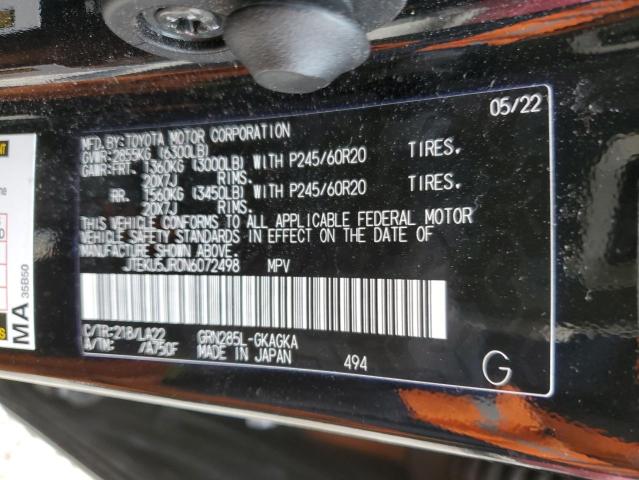 05/22
MFD. BY:TOYOTA MOTOR CORPORATION
GVWR:2855KG (6300LB)
GAWR:FRT. 1360KG (3000LB) WITH P245/60R20 TIRES,
20X7J RIMS.
RR. 1560KG (3450LB) WITH P245/60R20 TIRES,
20X7J RIMS.
THIS VEHICLE CONFORMS TO ALL APPLICABLE FEDERAL MOTOR
VEHICLE SAFETY STANDARDS IN EFFECT ON THE DATE OF
MANUFACTURE SHOWN ABOVE.
JTEKU5JR0N6072498 MPV
C/TR:21B/LA22 GRN285L-GKAGKA
A/TM: /A750F MADE IN JAPAN 494
G
MA
35B50